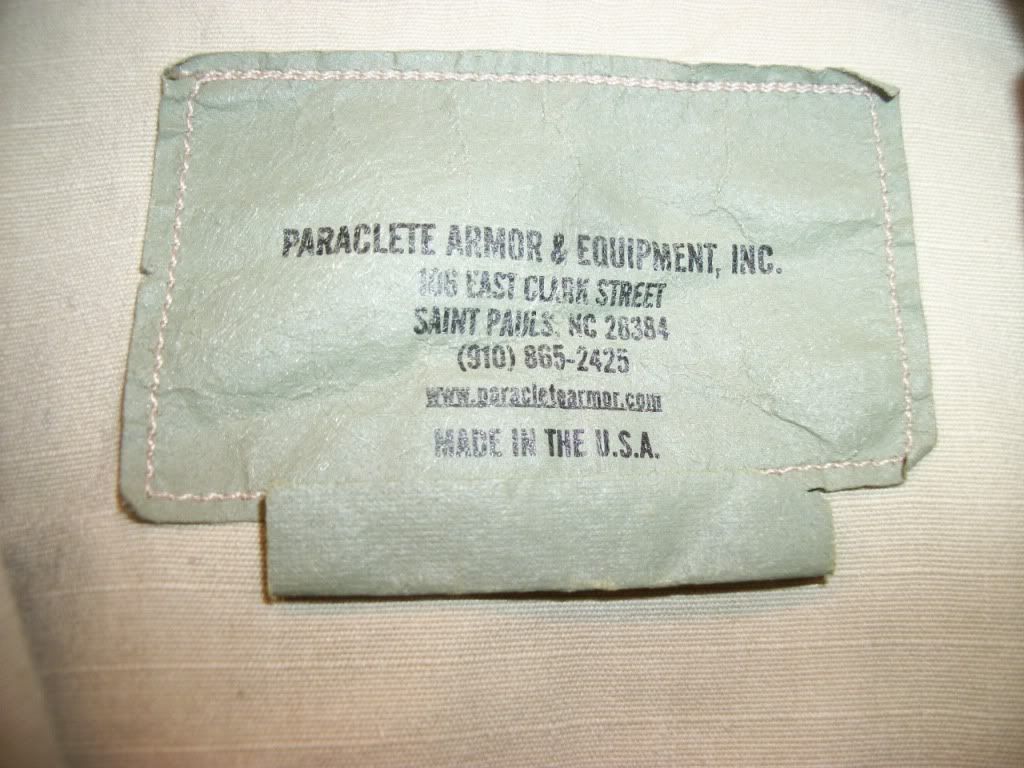 PARACLETE ARMOR & EQUIPMENT, INC.
106 EAST CLARK STREET
SAINT PAULS, NC 28384
(910) 865-2425
www.paracletearmor.com
MADE IN THE U.S.A.